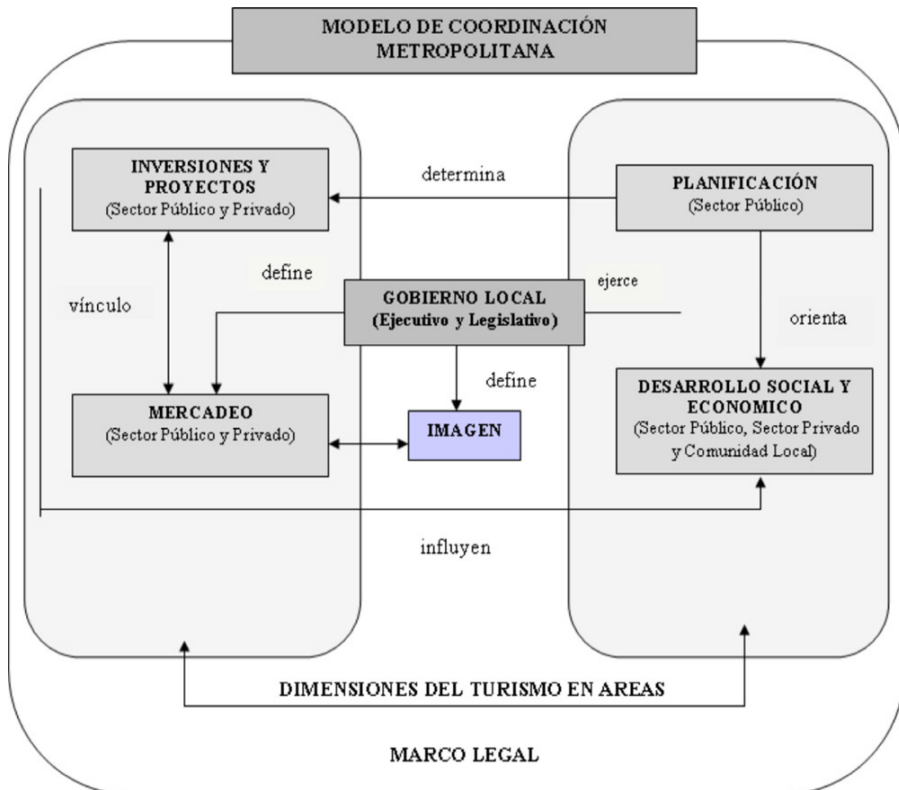 MODELO DE COORDINACIÓN
METROPOLITANA
INVERSIONES Y
PROYECTOS
(Sector Público y Privado)
determina
PLANIFICACIÓN
(Sector Público)
define
ejerce
vínculo
GOBIERNO LOCAL
(Ejecutivo y Legislativo)
orienta
define
MERCADEO
(Sector Público y Privado)
IMAGEN
DESARROLLO SOCIAL Y
ECONOMICO
(Sector Público, Sector Privado
y Comunidad Local)
influyen
DIMENSIONES DEL TURISMO EN AREAS
MARCO LEGAL